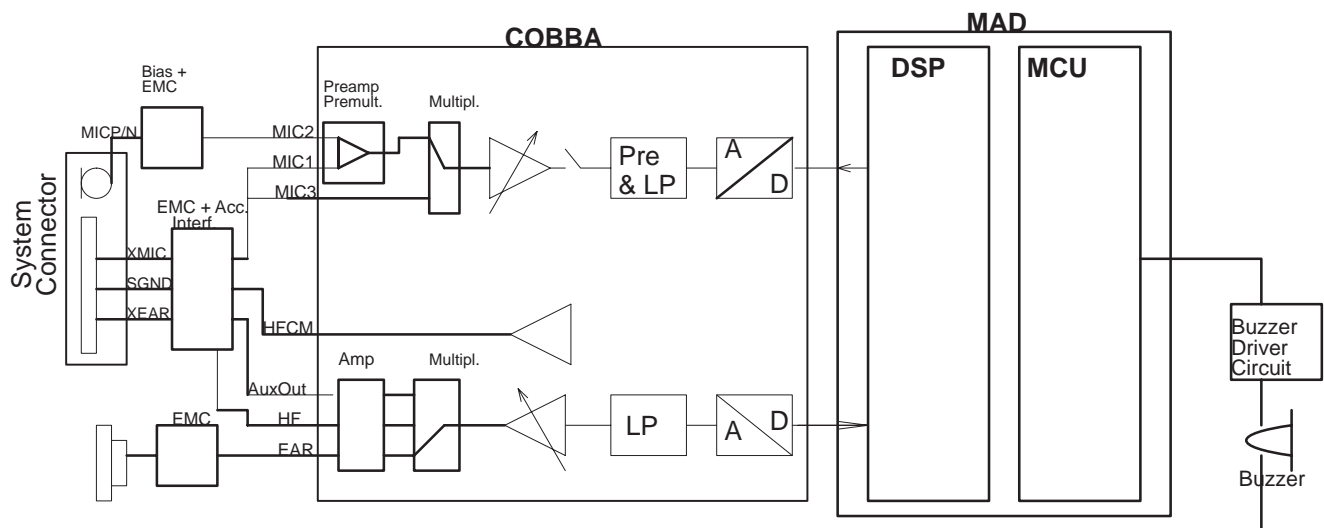 COBBA
MAD
Bias +
EMC
Preamp
Premult.
Multipl.
DSP
MCU
MICP/N
MIC2
MIC1
MIC3
Pre
& LP
A
D
EMC + Acc.
Interf.
System
Connector
XMIC
SGND
XEAR
HFCM
Buzzer
Driver
Circuit
Amp
Multipl.
AuxOut
HF
EAR
EMC
LP
A
D
Buzzer